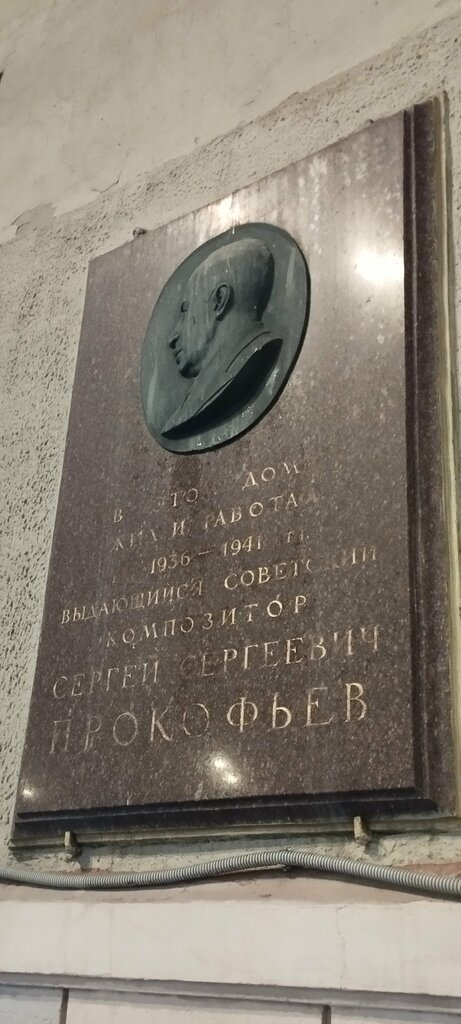 В ЭТОМ ДОМЕ
ЖИЛ И РАБОТАЛ
1936—1941 гг.
ВЫДАЮЩИЙСЯ СОВЕТСКИЙ
КОМПОЗИТОР
СЕРГЕЙ СЕРГЕЕВИЧ
ПРОКОФЬЕВ